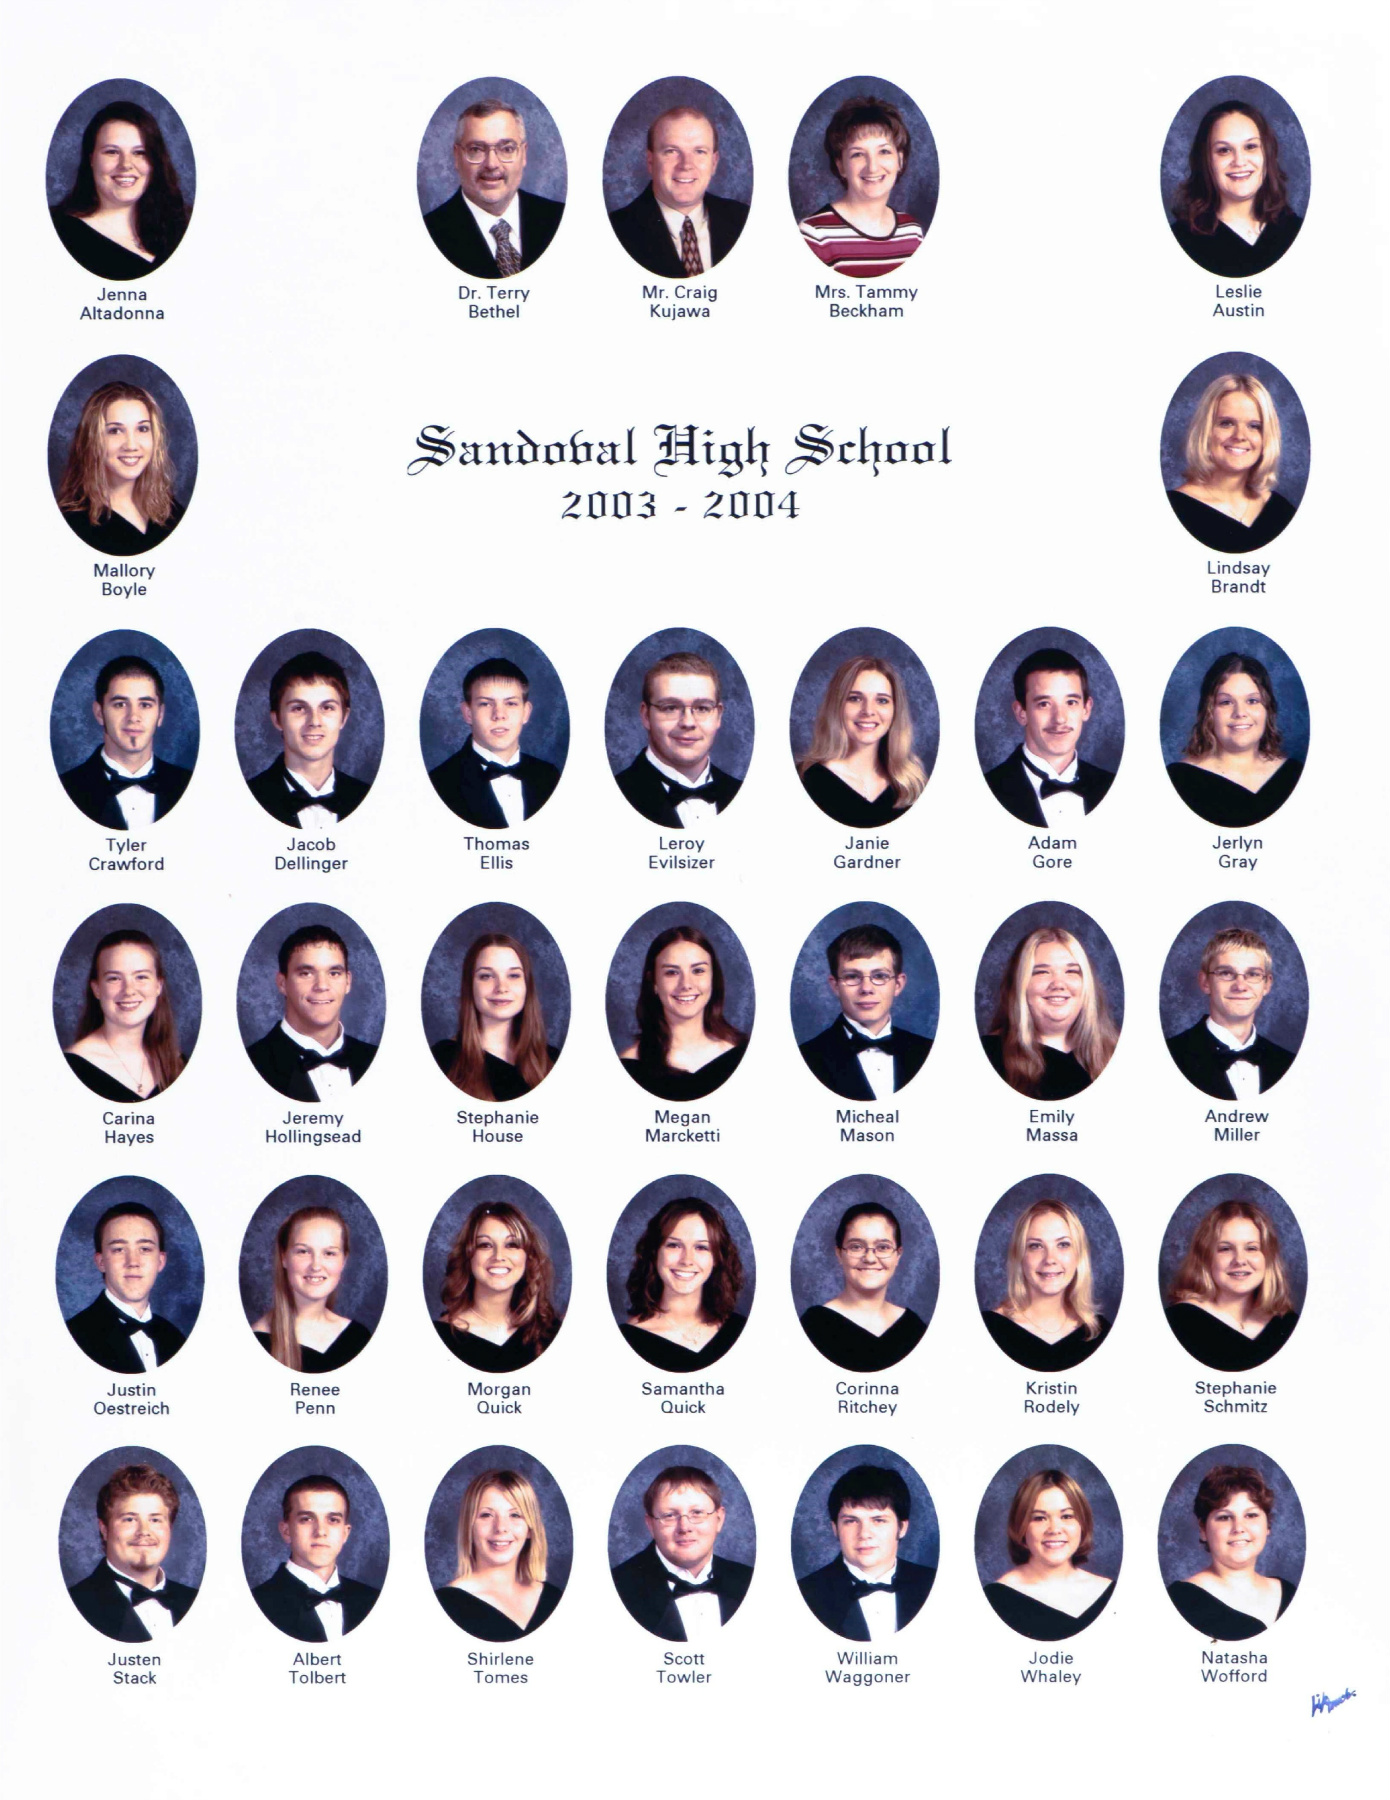 Jenna
Altadonna
Dr. Terry
Bethel
Mr. Craig
Kujawa
Mrs. Tammy
Beckham
Leslie
Austin
Mallory
Boyle
Sandoval High School
2003 - 2004
Lindsay
Brandt
Tyler
Crawford
Jacob
Dellinger
Thomas
Ellis
Leroy
Evilsizer
Janie
Gardner
Adam
Gore
Jerlyn
Gray
Carina
Hayes
Jeremy
Hollingsead
Stephanie
House
Megan
Marcketti
Micheal
Mason
Emily
Massa
Andrew
Miller
Justin
Oestreich
Renee
Penn
Morgan
Quick
Samantha
Quick
Corinna
Ritchey
Kristin
Rodely
Stephanie
Schmitz
Justen
Stack
Albert
Tolbert
Shirlene
Tomes
Scott
Towler
William
Waggoner
Jodie
Whaley
Natasha
Wofford